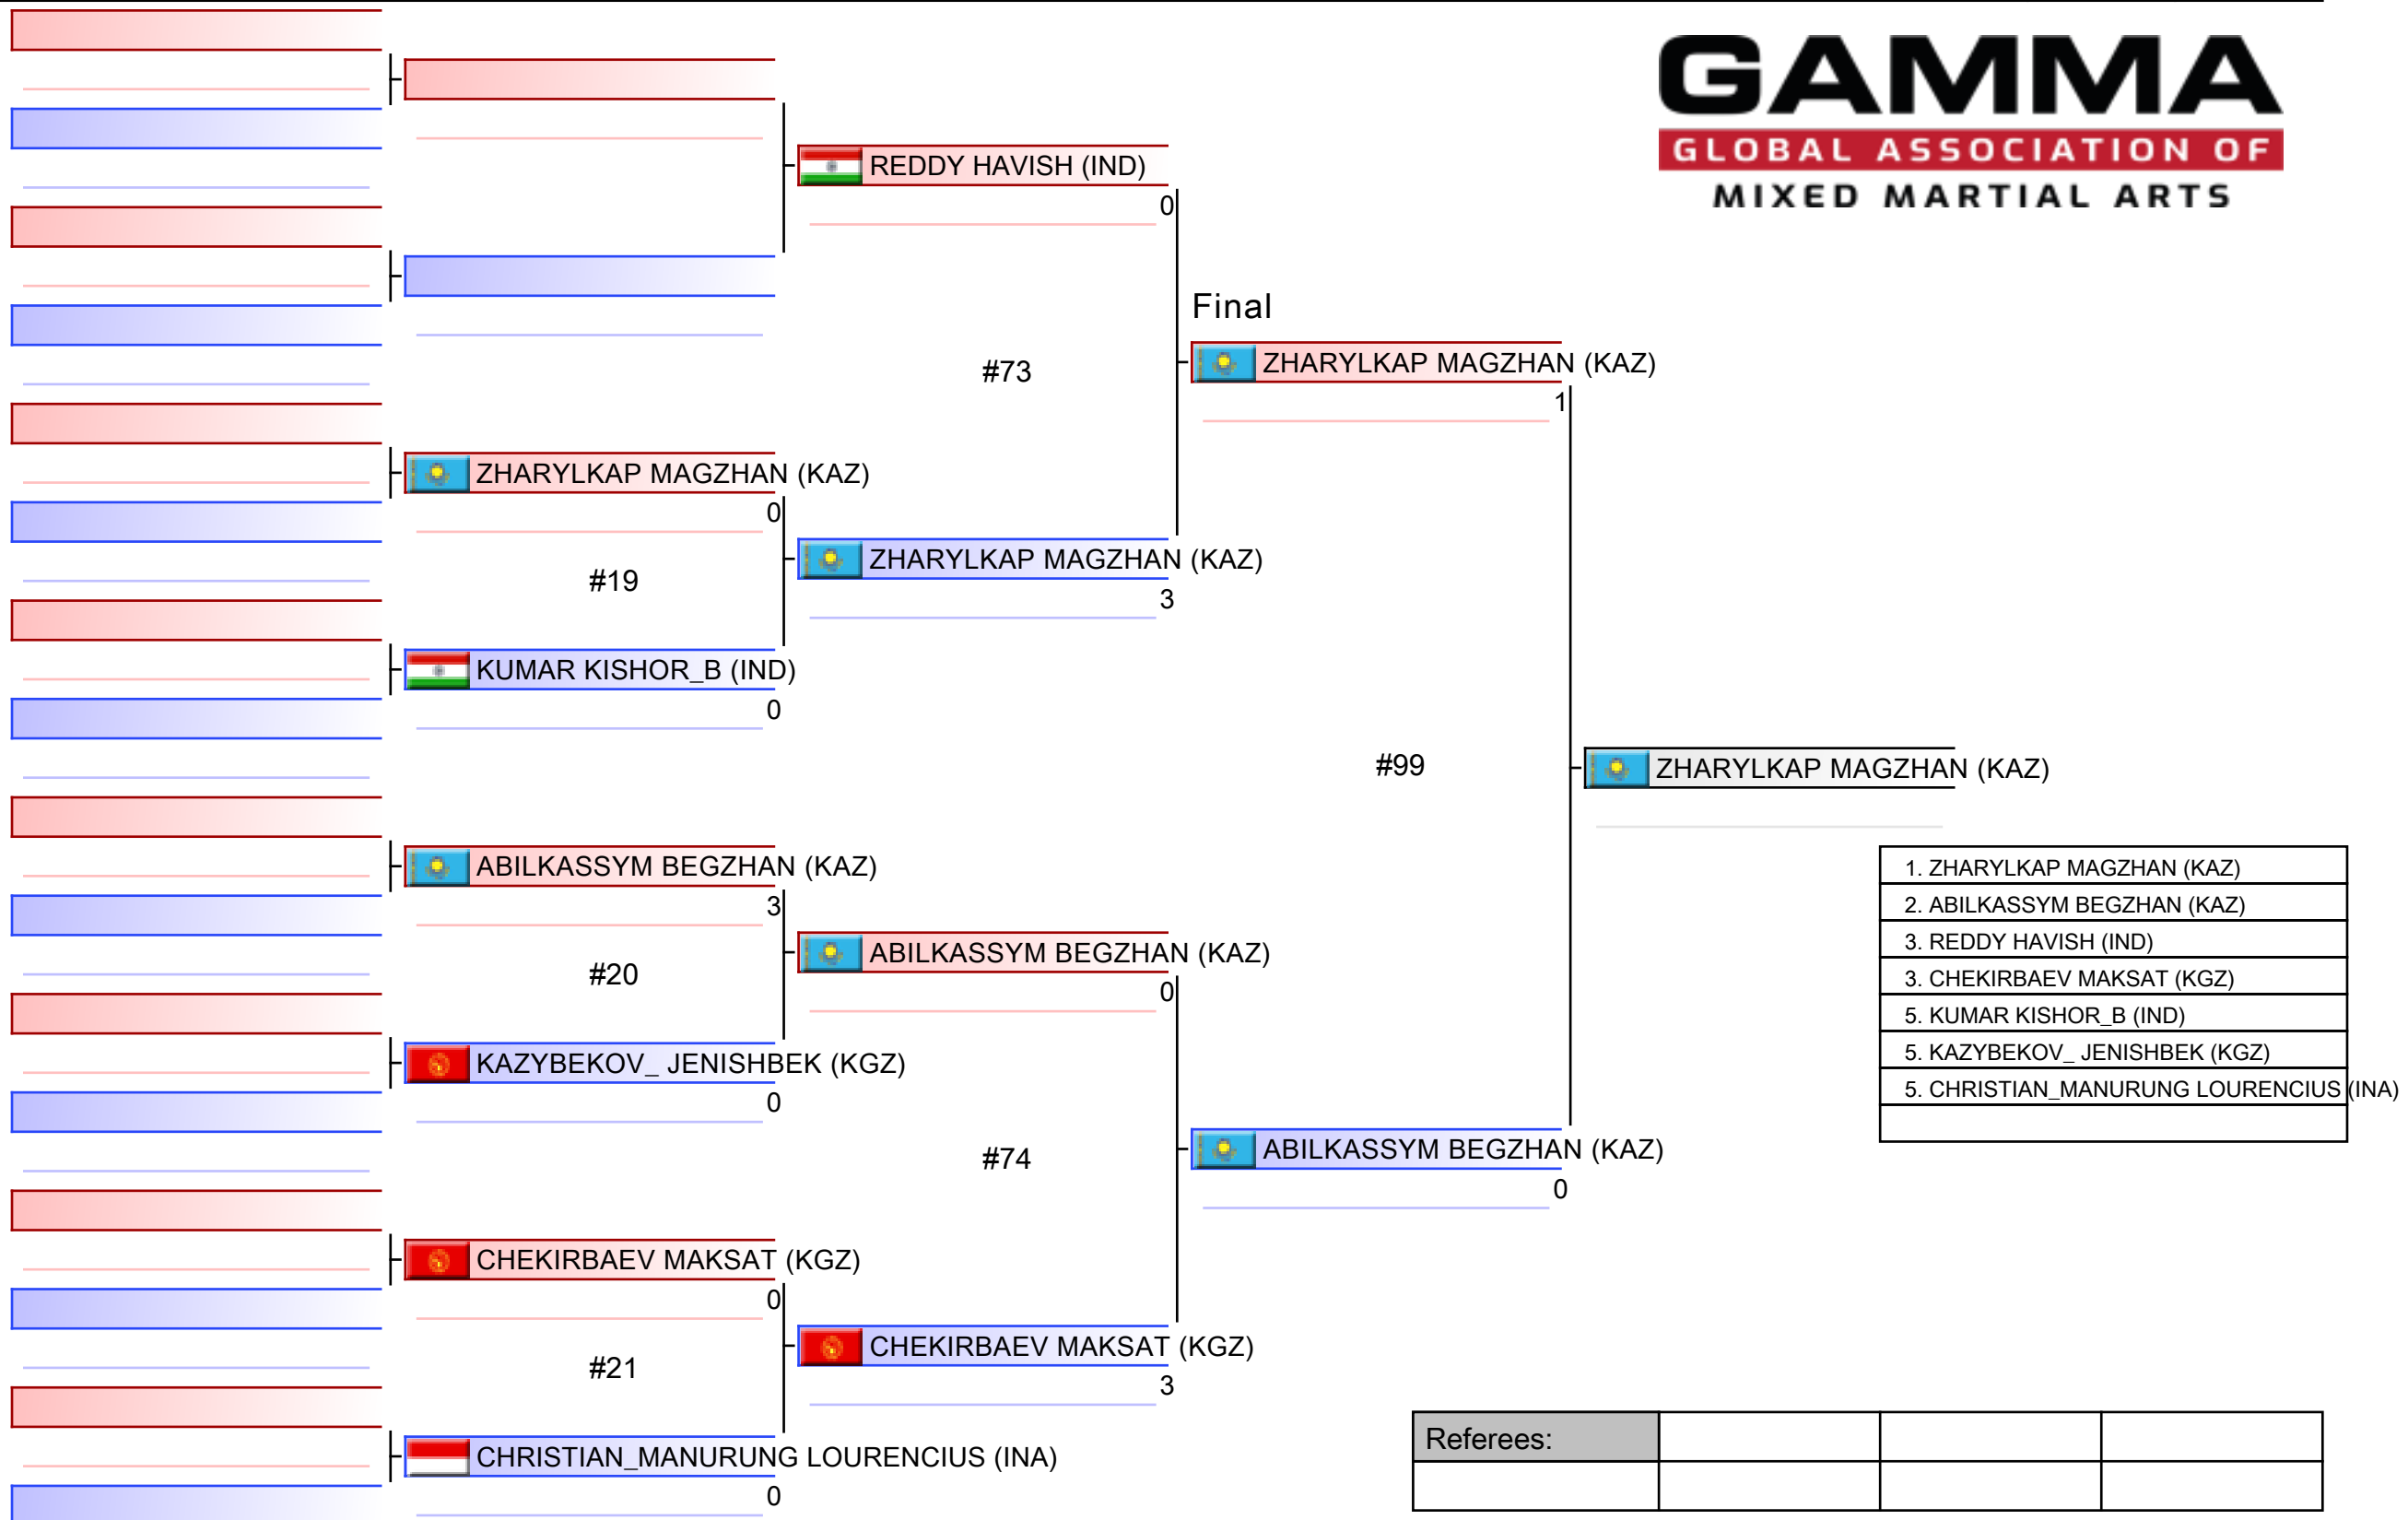 GAMMA
GLOBAL ASSOCIATION OF
MIXED MARTIAL ARTS
REDDY HAVISH (IND)
0
#73
ZHARYLKAP MAGZHAN (KAZ)
0
#19
KUMAR KISHOR_B (IND)
0
ZHARYLKAP MAGZHAN (KAZ)
3
Final
ZHARYLKAP MAGZHAN (KAZ)
1
#99
ZHARYLKAP MAGZHAN (KAZ)
ABILKASSYM BEGZHAN (KAZ)
3
#20
KAZYBEKOV_ JENISHBEK (KGZ)
0
ABILKASSYM BEGZHAN (KAZ)
0
#74
ABILKASSYM BEGZHAN (KAZ)
0
CHEKIRBAEV MAKSAT (KGZ)
0
#21
CHRISTIAN_MANURUNG LOURENCIUS (INA)
0
CHEKIRBAEV MAKSAT (KGZ)
3
1. ZHARYLKAP MAGZHAN (KAZ)
2. ABILKASSYM BEGZHAN (KAZ)
3. REDDY HAVISH (IND)
3. CHEKIRBAEV MAKSAT (KGZ)
5. KUMAR KISHOR_B (IND)
5. KAZYBEKOV_ JENISHBEK (KGZ)
5. CHRISTIAN_MANURUNG LOURENCIUS (INA)
Referees: